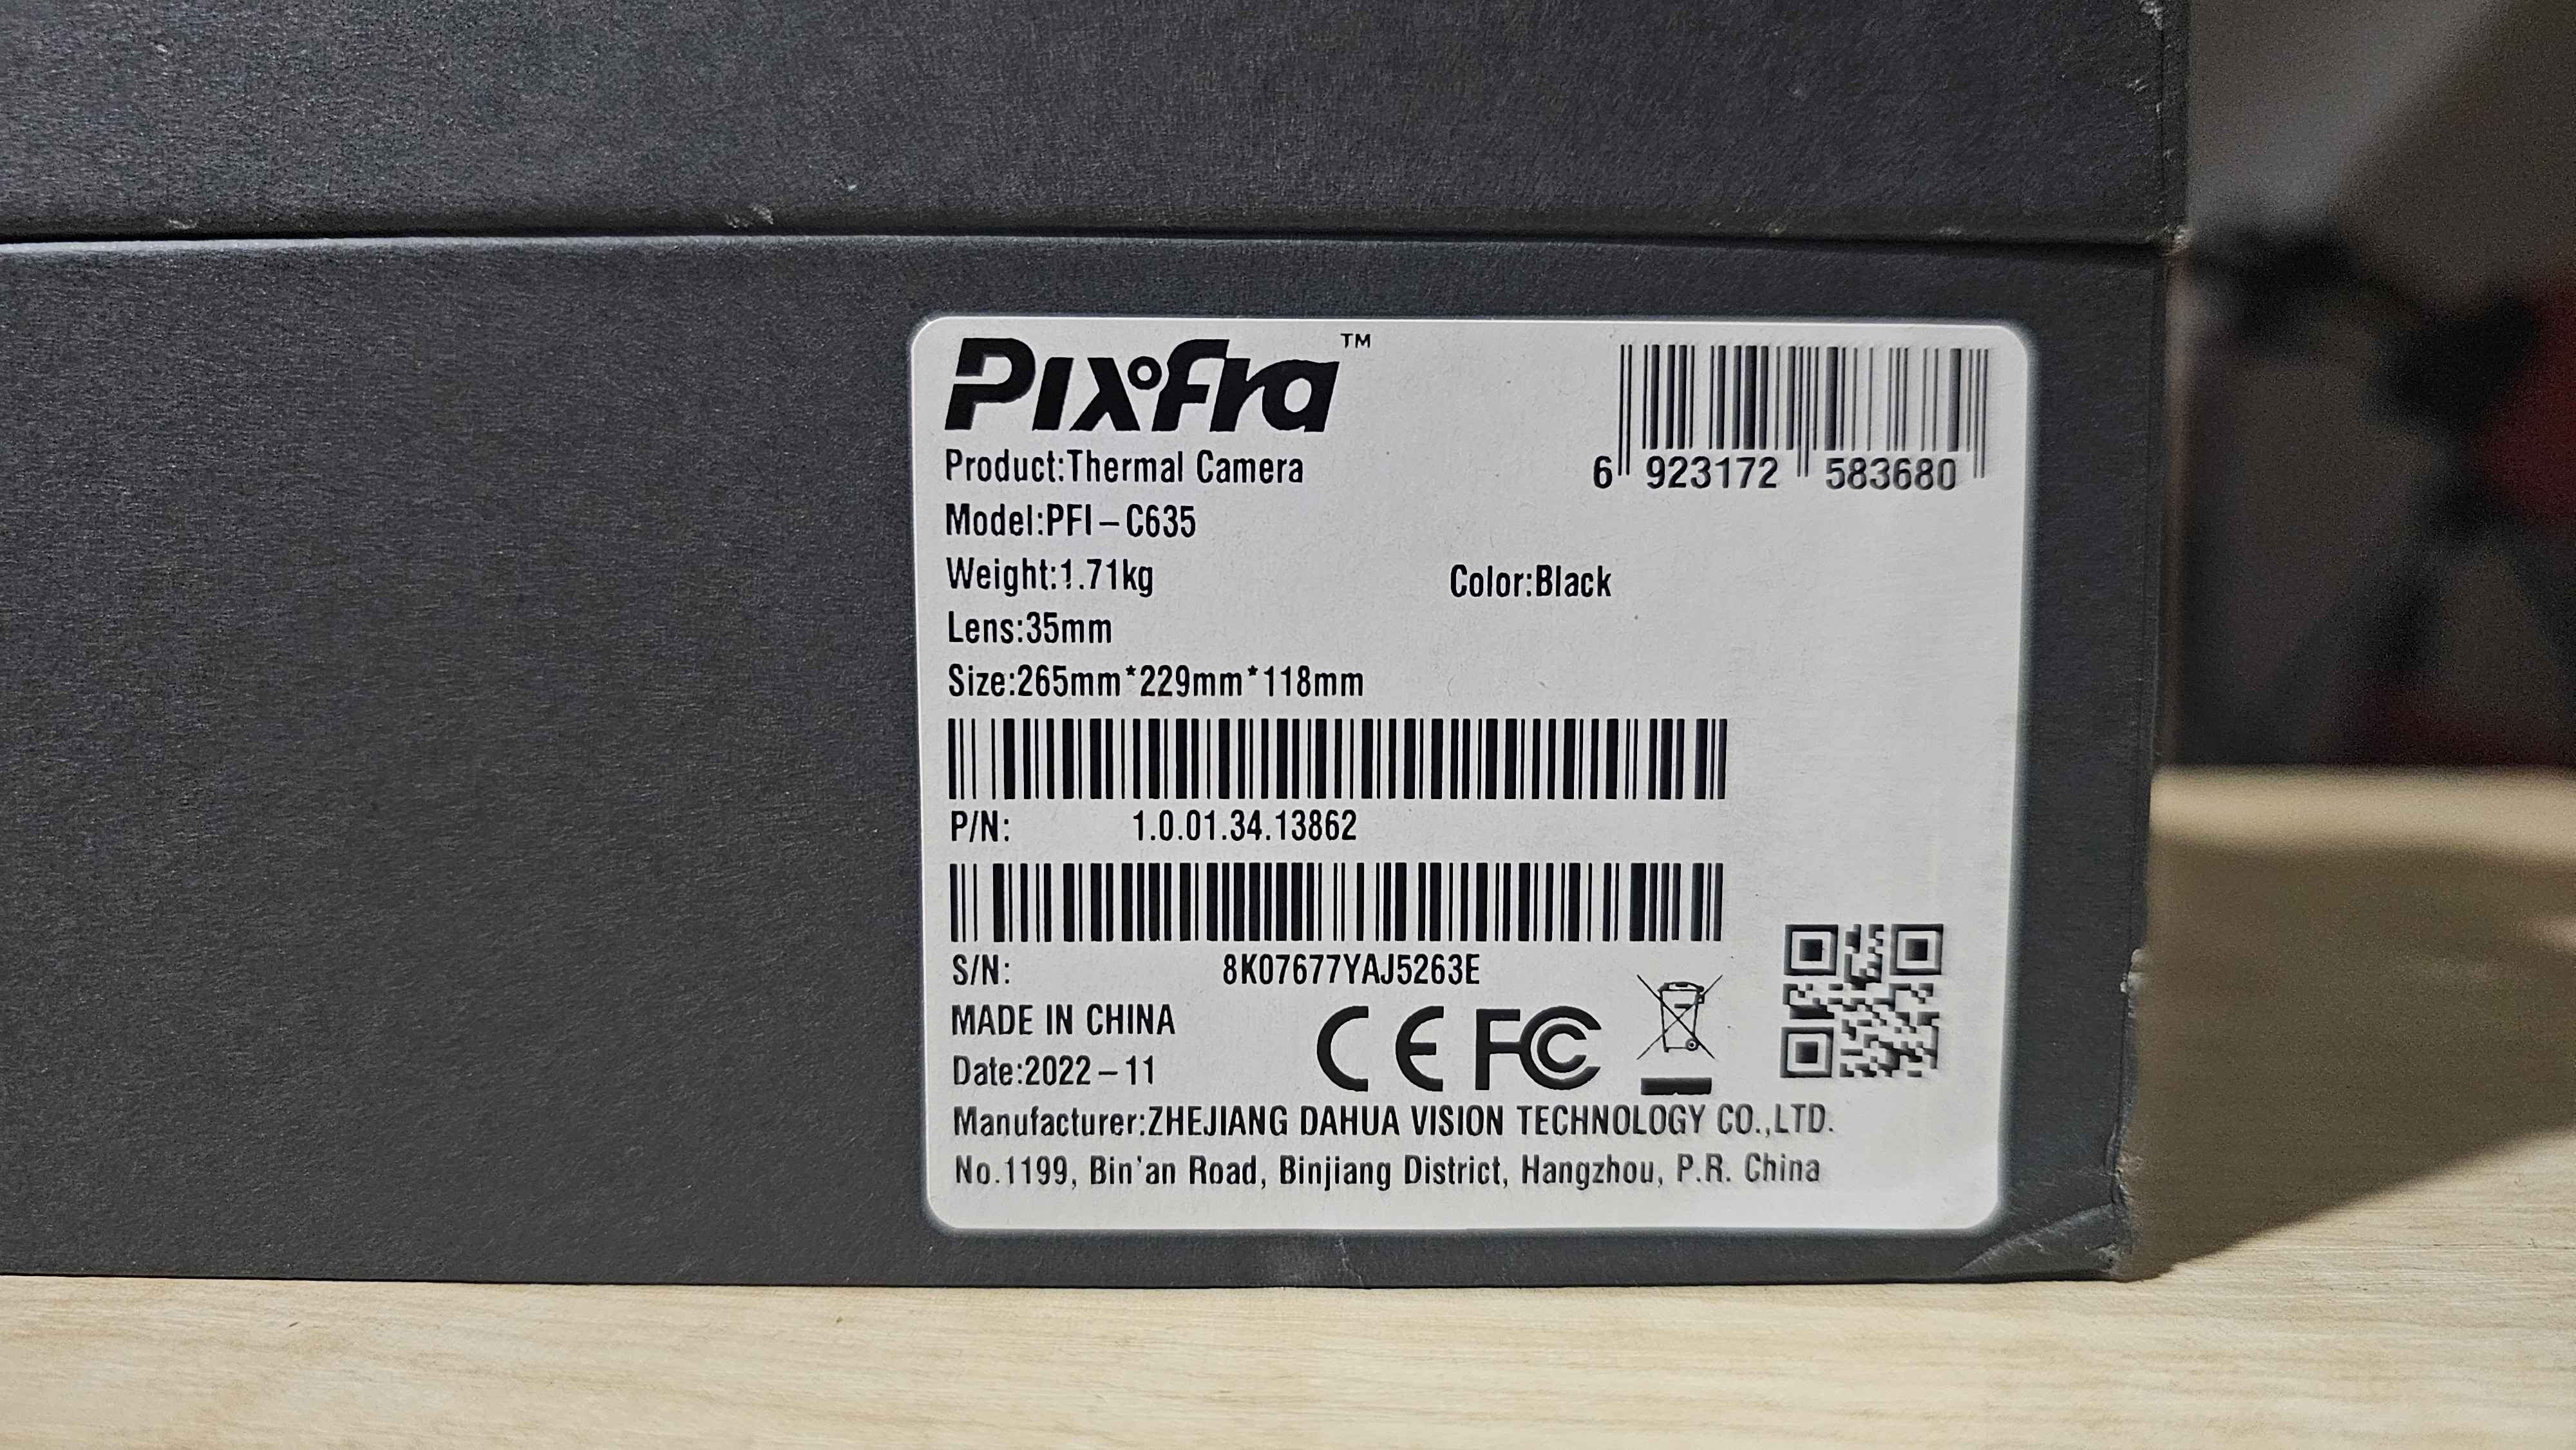 PIXfra™
6 923172 583680
Product:Thermal Camera
Model:PFI-C635
Weight:1.71kg Color:Black
Lens:35mm
Size:265mm*229mm*118mm
P/N: 1.0.01.34.13862
S/N: 8K07677YAJ5263E
MADE IN CHINA
Date:2022-11
CE FC
Manufacturer:ZHEJIANG DAHUA VISION TECHNOLOGY CO.,LTD.
No.1199, Bin'an Road, Binjiang District, Hangzhou, P.R. China